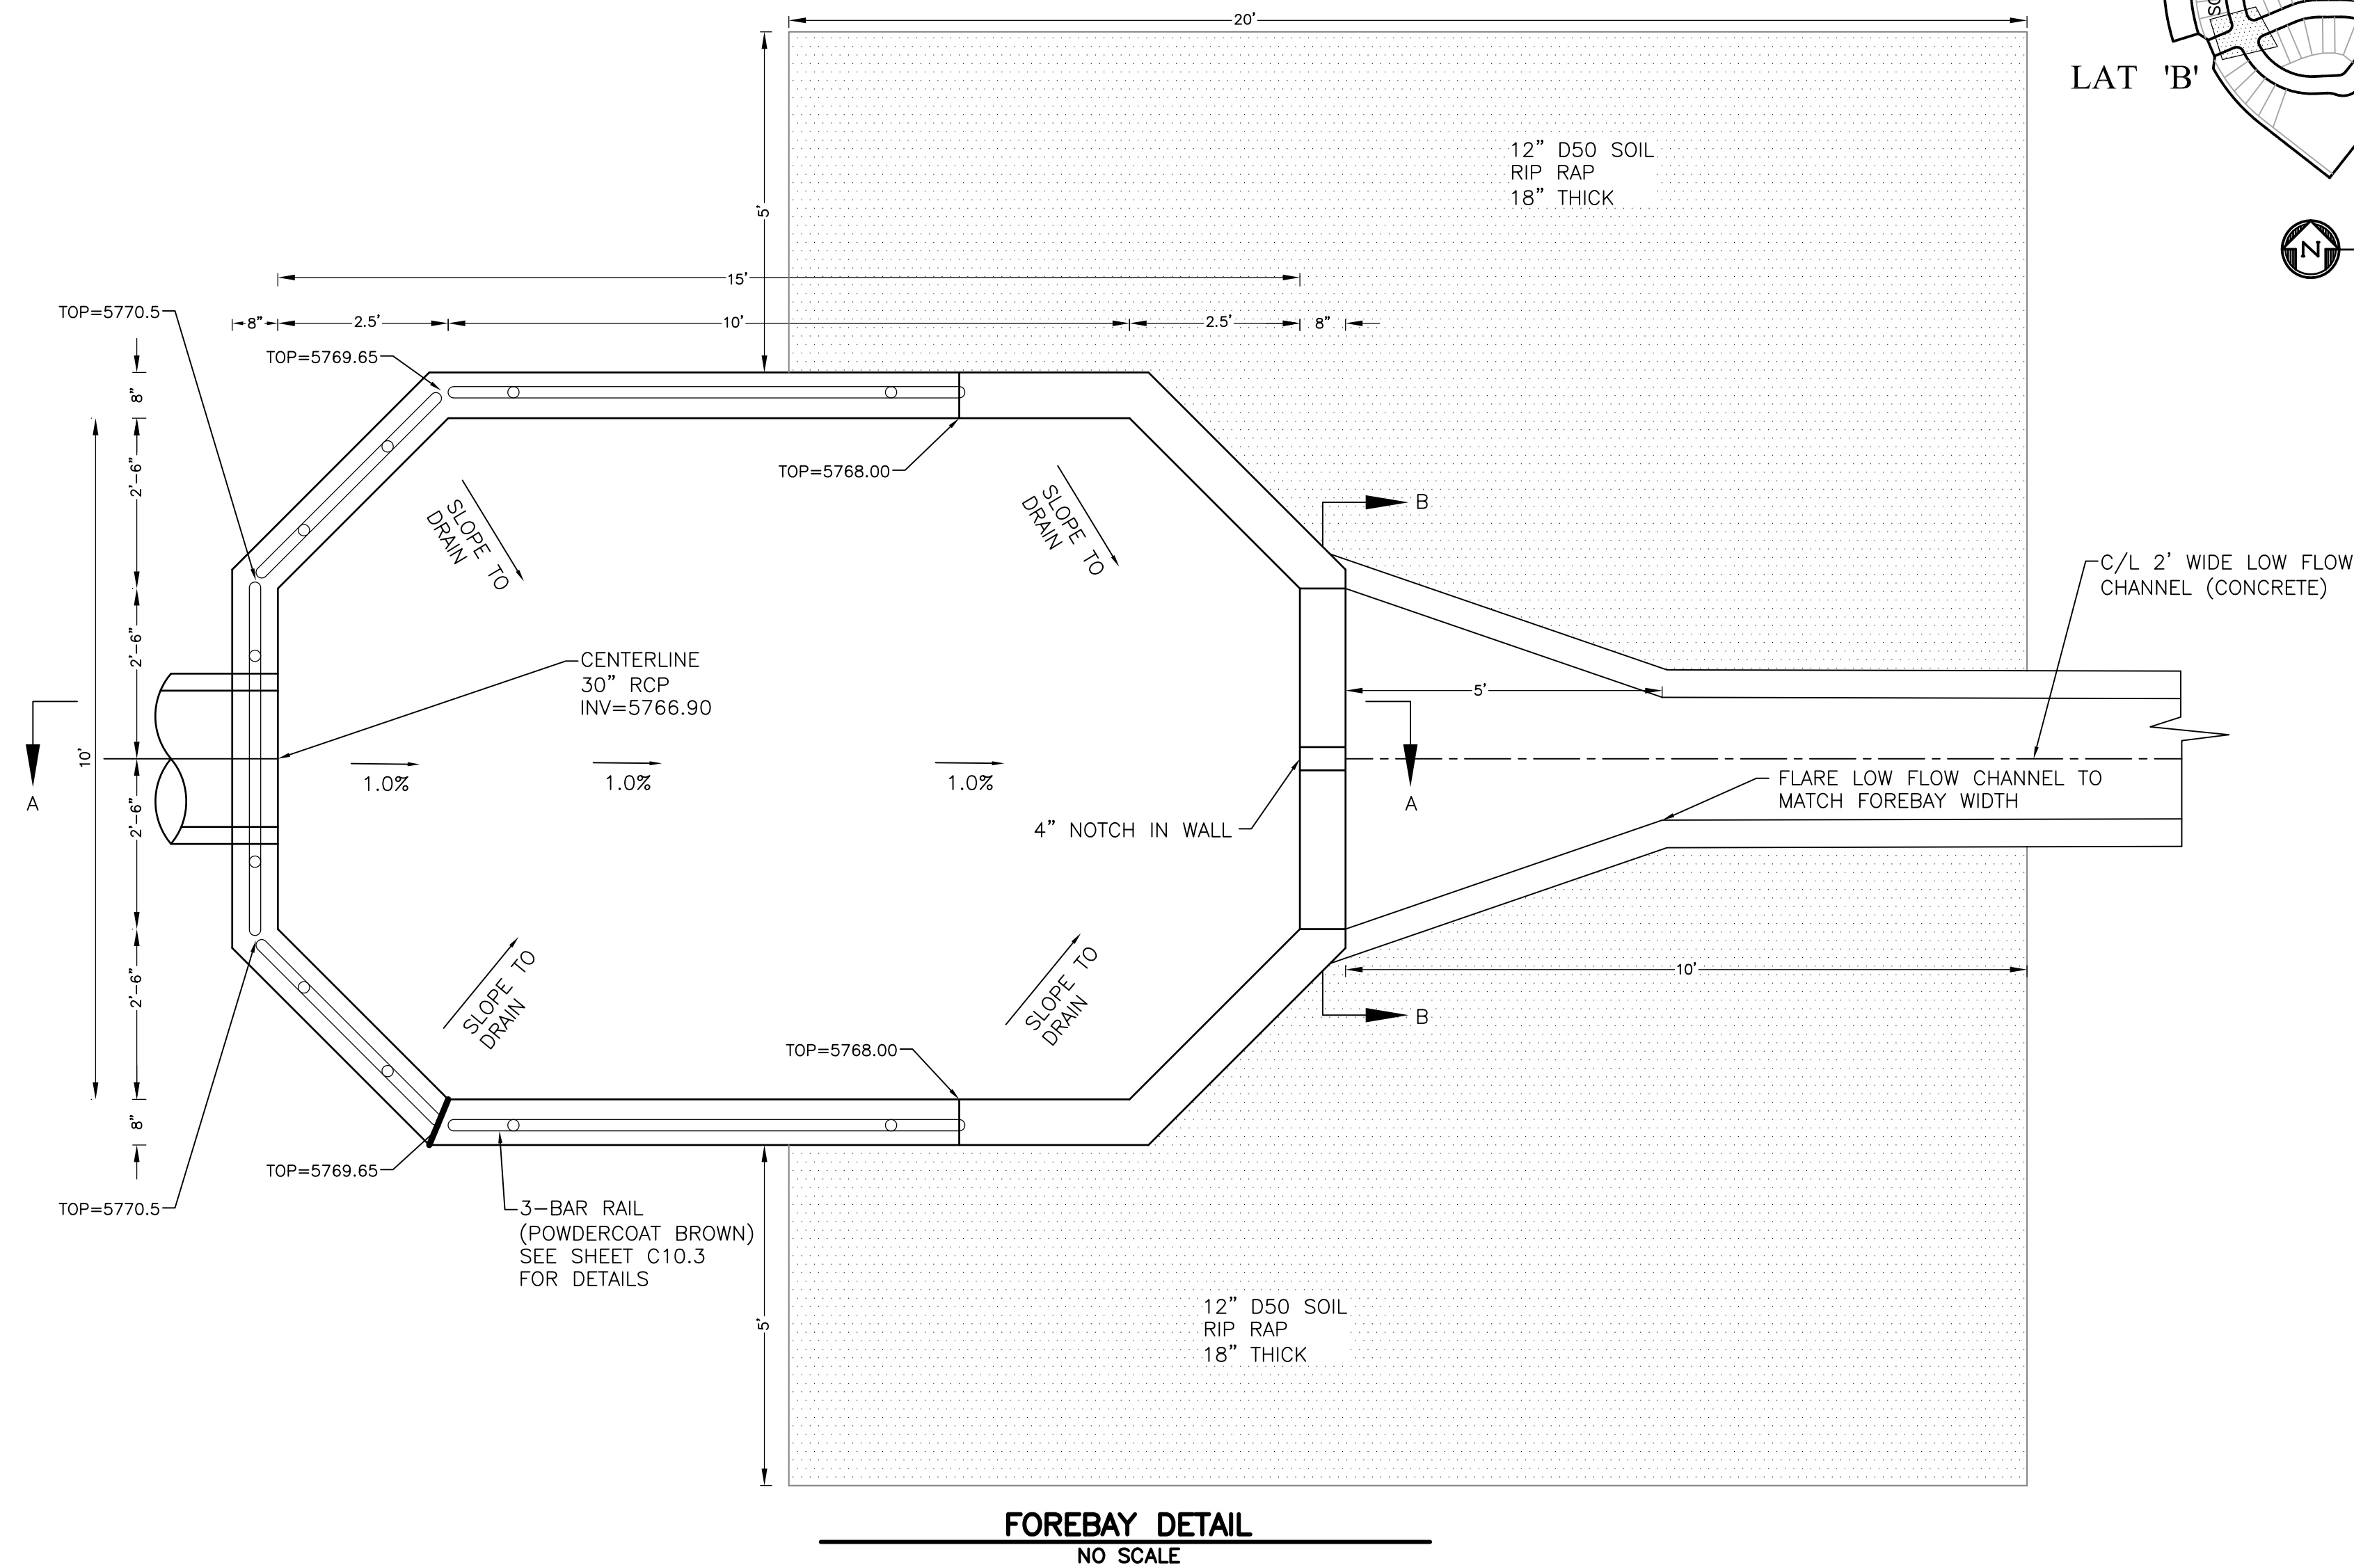 20'
SO
LAT 'B'
12" D50 SOIL
RIP RAP
18" THICK
N
5'
15'
TOP=5770.5
8"
2.5'
10'
2.5'
8"
TOP=5769.65
8"
TOP=5768.00
2'-6"
SLOPE TO
DRAIN
SLOPE TO
DRAIN
B
C/L 2' WIDE LOW FLOW
CHANNEL (CONCRETE)
2'-6"
CENTERLINE
30" RCP
INV=5766.90
5'
10'
1.0%
1.0%
1.0%
A
A
FLARE LOW FLOW CHANNEL TO
MATCH FOREBAY WIDTH
2'-6"
4" NOTCH IN WALL
2'-6"
SLOPE TO
DRAIN
SLOPE TO
DRAIN
10'
B
TOP=5768.00
8"
TOP=5769.65
TOP=5770.5
3-BAR RAIL
(POWDERCOAT BROWN)
SEE SHEET C10.3
FOR DETAILS
5'
12" D50 SOIL
RIP RAP
18" THICK
FOREBAY DETAIL
NO SCALE